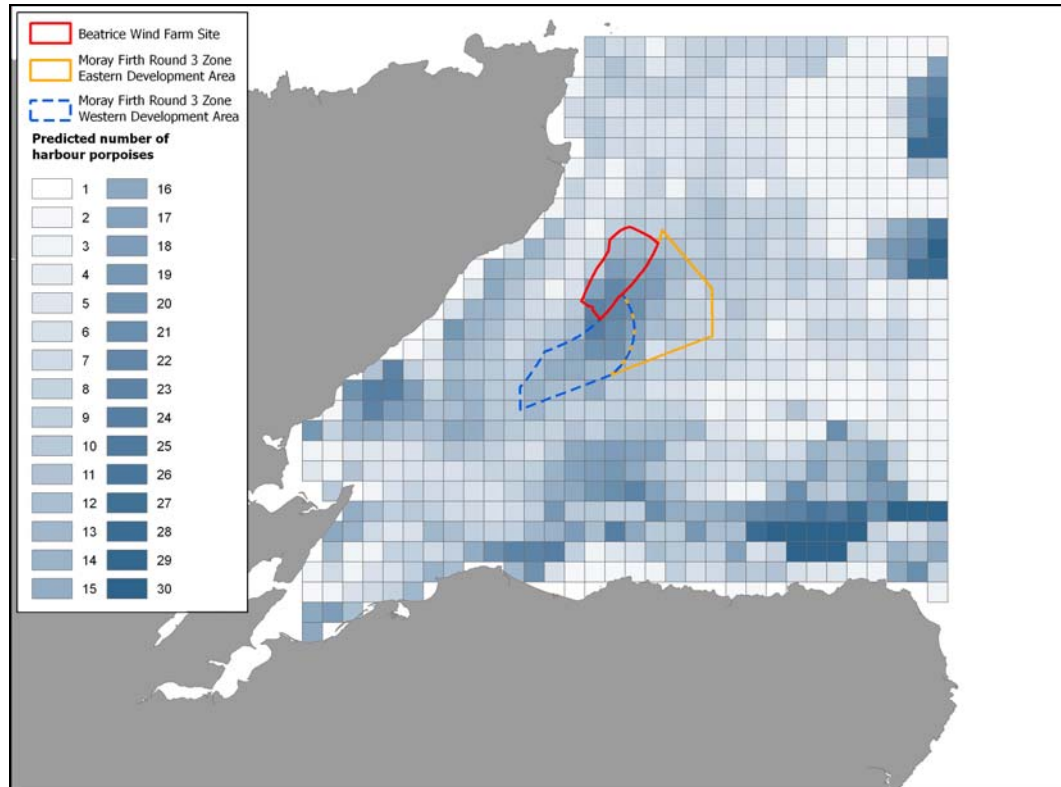 Beatrice Wind Farm Site
Moray Firth Round 3 Zone
Eastern Development Area
Moray Firth Round 3 Zone
Western Development Area
Predicted number of
harbour porpoises
1 16
2 17
3 18
4 19
5 20
6 21
7 22
8 23
9 24
10 25
11 26
12 27
13 28
14 29
15 30